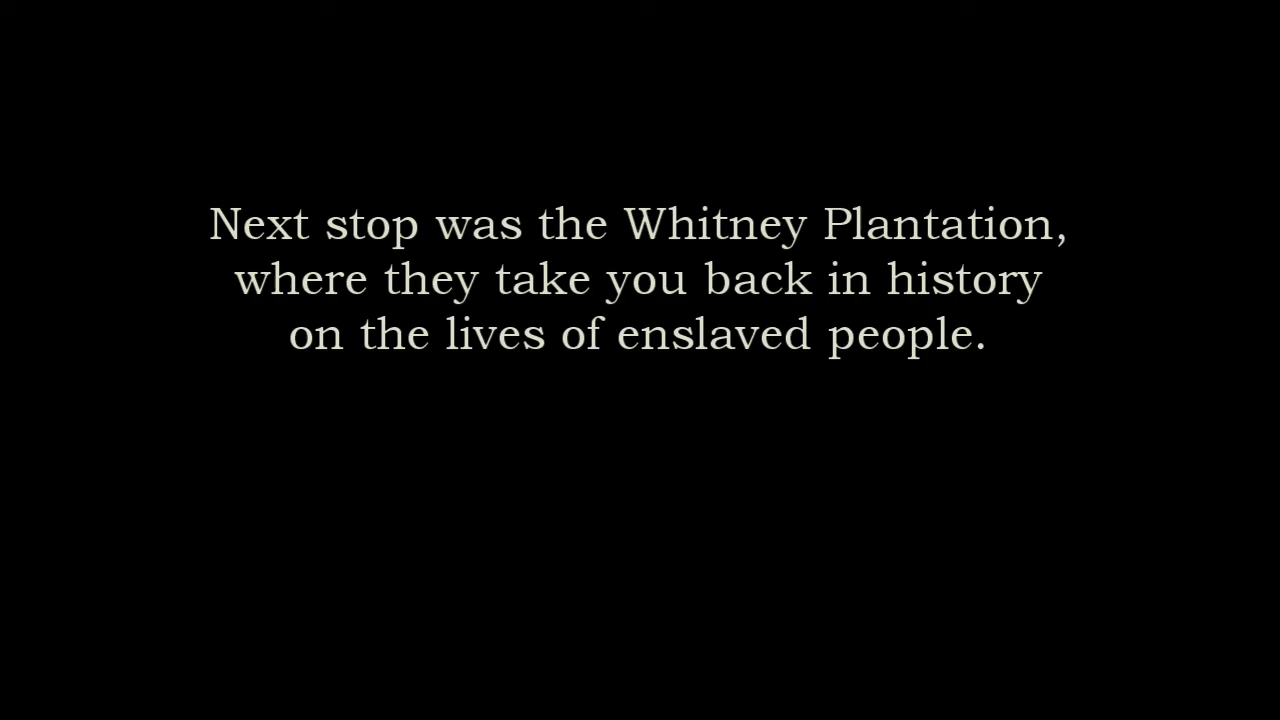 Next stop was the Whitney Plantation,
where they take you back in history
on the lives of enslaved people.